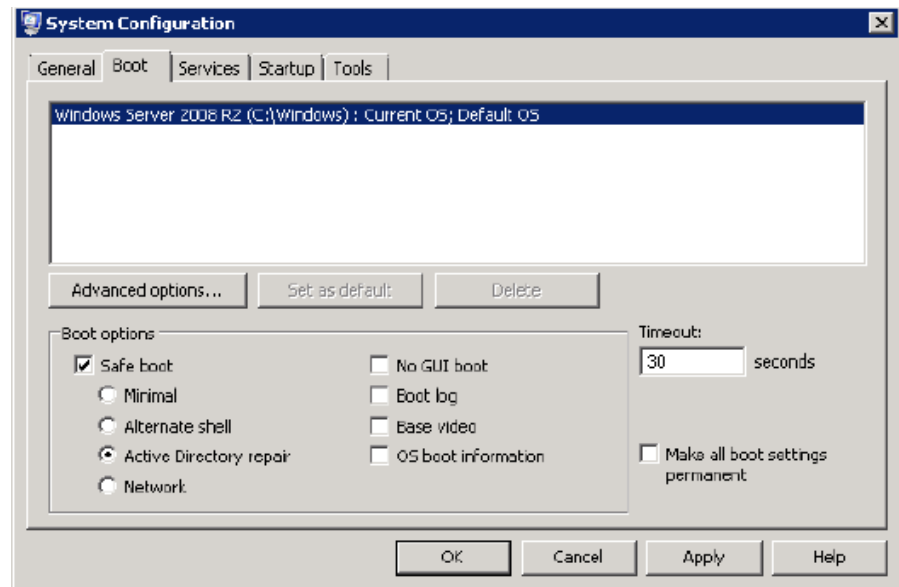 System Configuration
General Boot Services Startup Tools
Windows Server 2008 R2 (C:\Windows) : Current OS; Default OS
Advanced options... Set as default Delete
Boot options
Timeout:
Safe boot No GUI boot 30 seconds
Minimal Boot log
Alternate shell Base video
Active Directory repair OS boot information Make all boot settings
permanent
Network
OK Cancel Apply Help